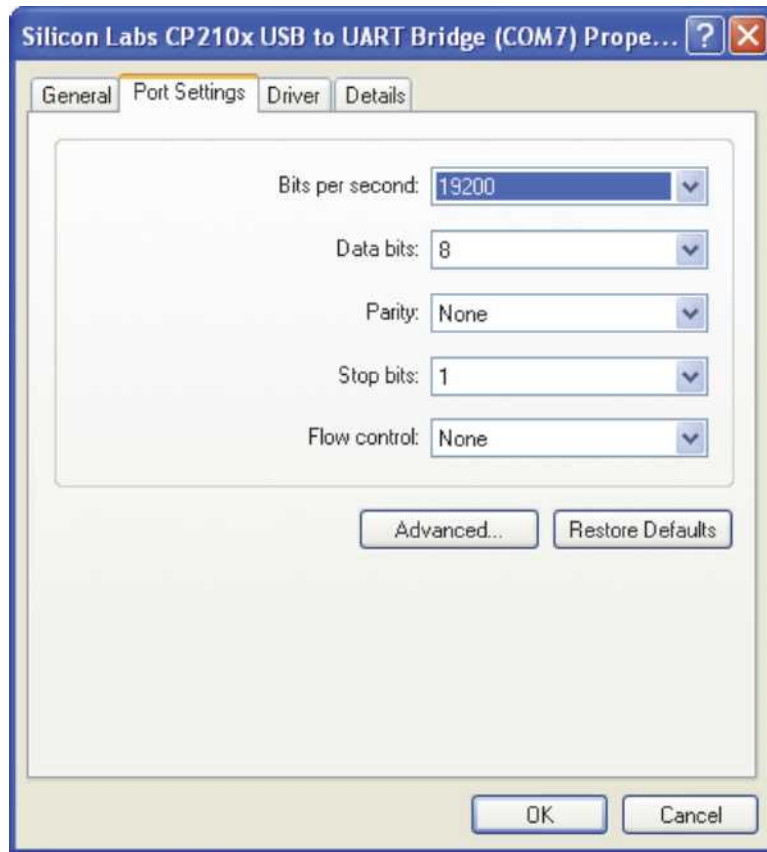 Silicon Labs CP210x USB to UART Bridge (COM7) Prope...
General Port Settings Driver Details
Bits per second: 19200
Data bits: 8
Parity: None
Stop bits: 1
Flow control: None
Advanced... Restore Defaults
OK Cancel